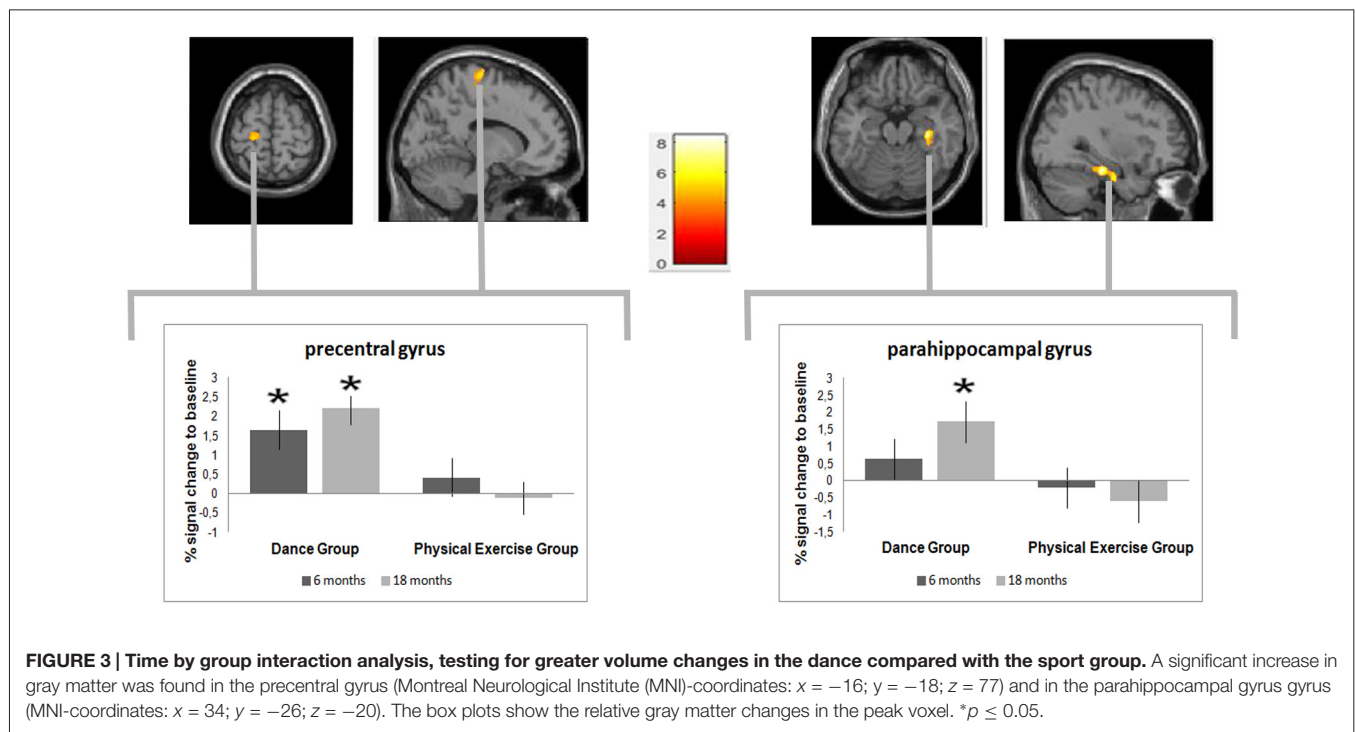 8
6
4
2
0
precentral gyrus
% signal change to baseline
3
2,5
2
1,5
1
0,5
0
-0,5
-1
*
*
Dance Group
Physical Exercise Group
6 months
18 months
parahippocampal gyrus
% signal change to baseline
3
2,5
2
1,5
1
0,5
0
-0,5
-1
-1,5
*
Dance Group
Physical Exercise Group
6 months
18 months
FIGURE 3 | Time by group interaction analysis, testing for greater volume changes in the dance compared with the sport group. A significant increase in
gray matter was found in the precentral gyrus (Montreal Neurological Institute (MNI)-coordinates: x = −16; y = −18; z = 77) and in the parahippocampal gyrus gyrus
(MNI-coordinates: x = 34; y = −26; z = −20). The box plots show the relative gray matter changes in the peak voxel. *p ≤ 0.05.